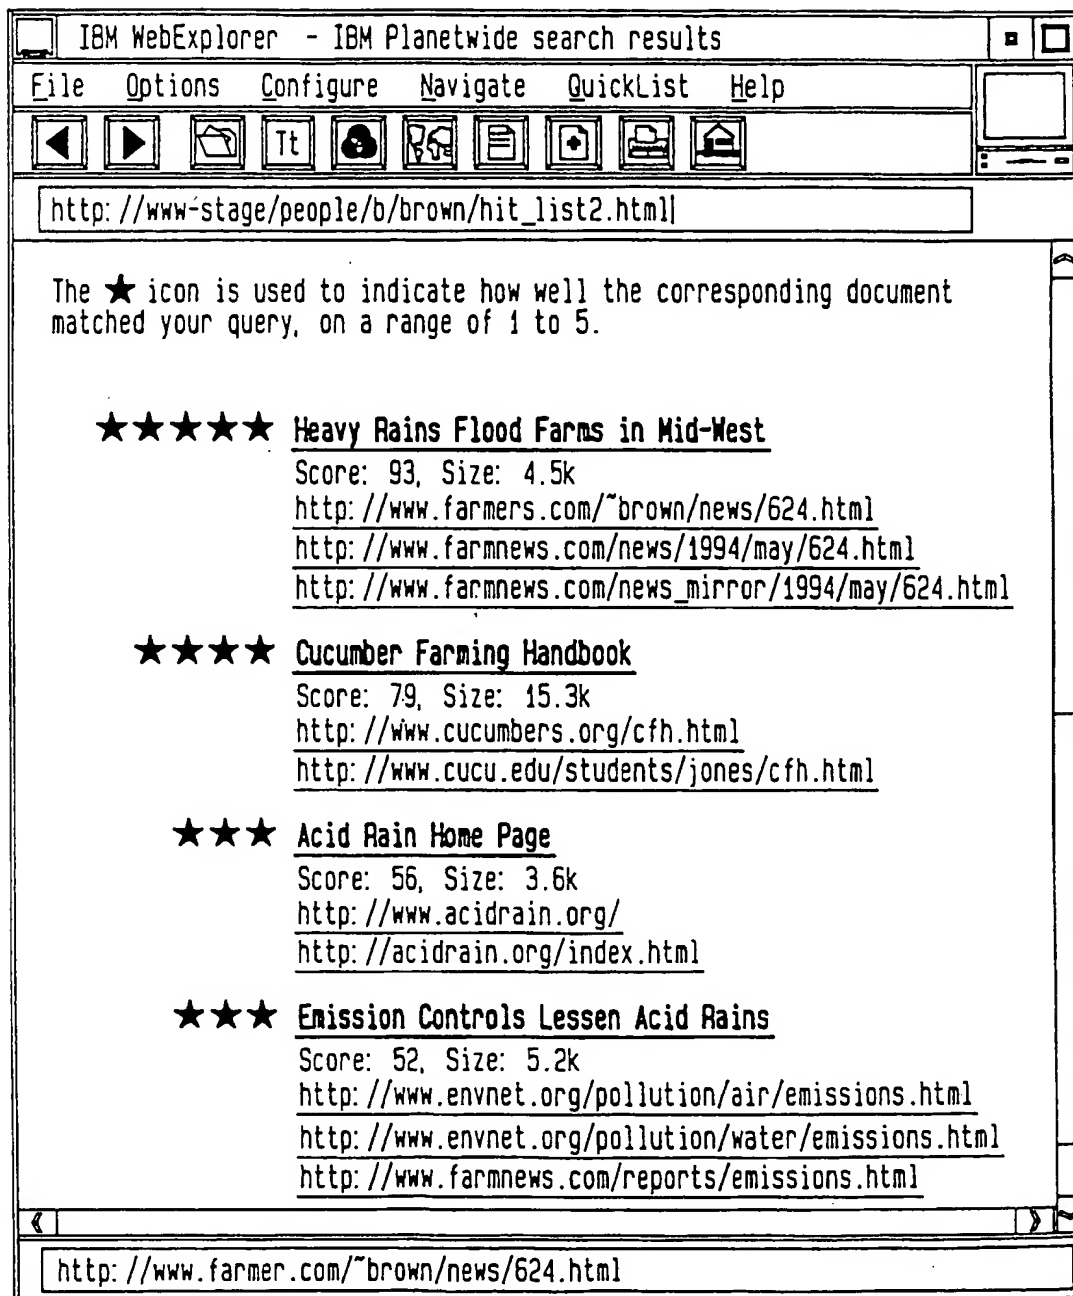 IBM WebExplorer - IBM Planetwide search results
File Options Configure Navigate QuickList Help
Tt
http://www-stage/people/b/brown/hit_list2.html
The ★ icon is used to indicate how well the corresponding document
matched your query, on a range of 1 to 5.
★★★★★ Heavy Rains Flood Farms in Mid-West
Score: 93, Size: 4.5k
http://www.farmers.com/~brown/news/624.html
http://www.farmnews.com/news/1994/may/624.html
http://www.farmnews.com/news_mirror/1994/may/624.html
★★★★ Cucumber Farming Handbook
Score: 79, Size: 15.3k
http://www.cucumbers.org/cfh.html
http://www.cucu.edu/students/jones/cfh.html
★★★ Acid Rain Home Page
Score: 56, Size: 3.6k
http://www.acidrain.org/
http://acidrain.org/index.html
★★★ Emission Controls Lessen Acid Rains
Score: 52, Size: 5.2k
http://www.envnet.org/pollution/air/emissions.html
http://www.envnet.org/pollution/water/emissions.html
http://www.farmnews.com/reports/emissions.html
http://www.farmer.com/~brown/news/624.html